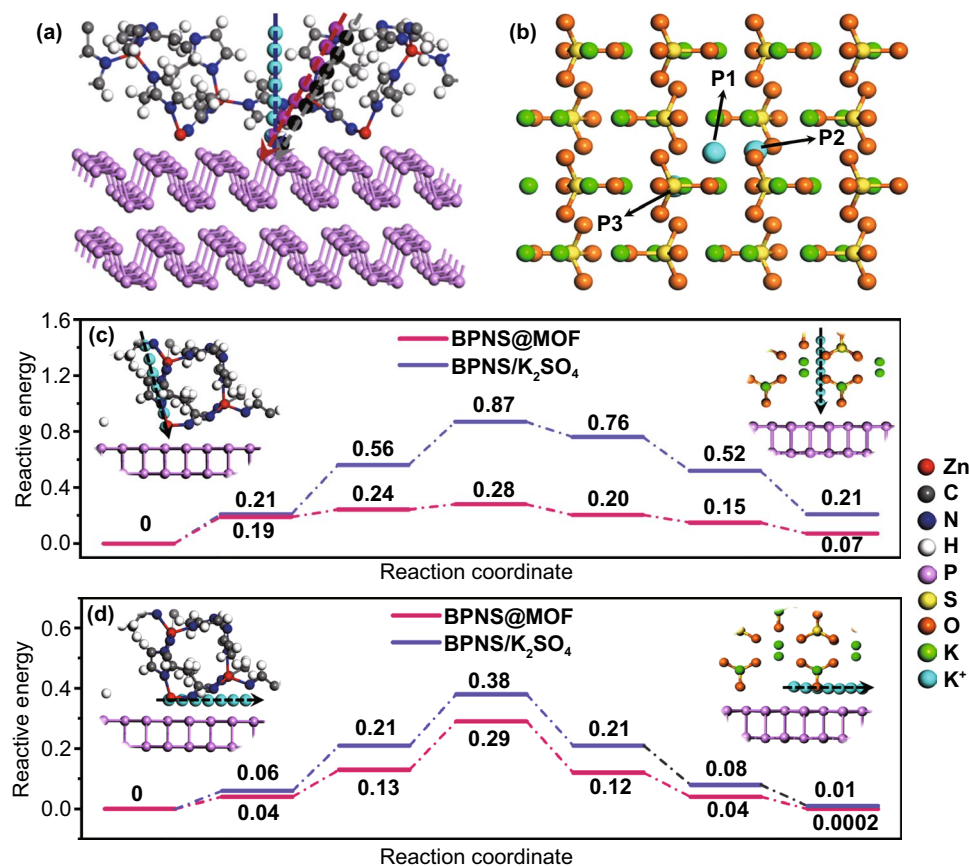 (a)
(b)
P1
P2
P3
(c)
BPNS@MOF
BPNS/K₂SO₄
Reactive energy
1.6
1.2
0.8
0.4
0.0
0
0.21
0.19
0.56
0.24
0.87
0.28
0.76
0.20
0.52
0.15
0.21
0.07
Reaction coordinate
(d)
BPNS@MOF
BPNS/K₂SO₄
Reactive energy
0.6
0.4
0.2
0.0
0
0.06
0.04
0.21
0.13
0.38
0.29
0.21
0.12
0.08
0.04
0.01
0.0002
Reaction coordinate
Zn
C
N
H
P
S
O
K
K⁺